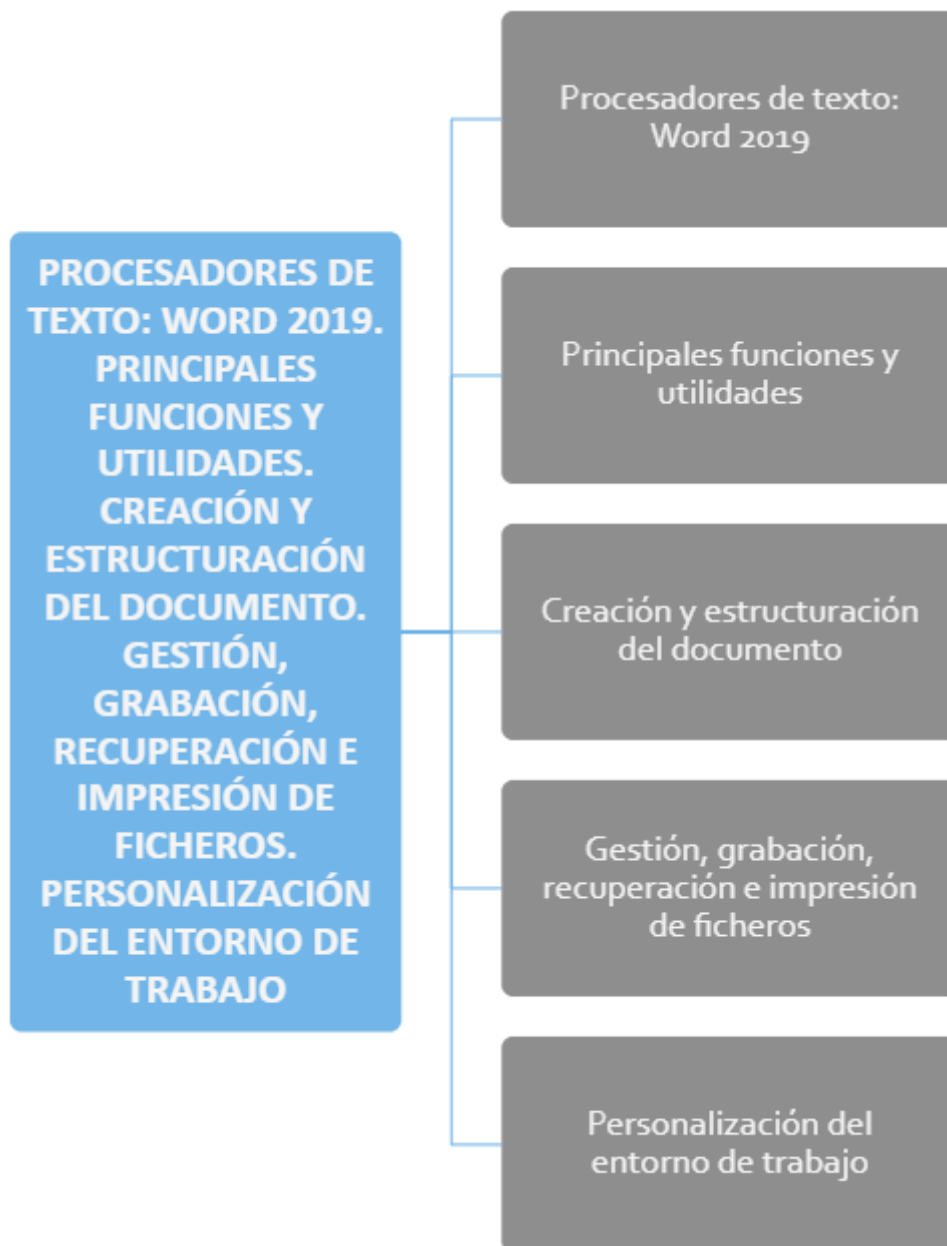 PROCESADORES DE
TEXTO: WORD 2019.
PRINCIPALES
FUNCIONES Y
UTILIDADES.
CREACIÓN Y
ESTRUCTURACIÓN
DEL DOCUMENTO.
GESTIÓN,
GRABACIÓN,
RECUPERACIÓN E
IMPRESIÓN DE
FICHEROS.
PERSONALIZACIÓN
DEL ENTORNO DE
TRABAJO
Procesadores de texto:
Word 2019
Principales funciones y
utilidades
Creación y estructuración
del documento
Gestión, grabación,
recuperación e impresión
de ficheros
Personalización del
entorno de trabajo